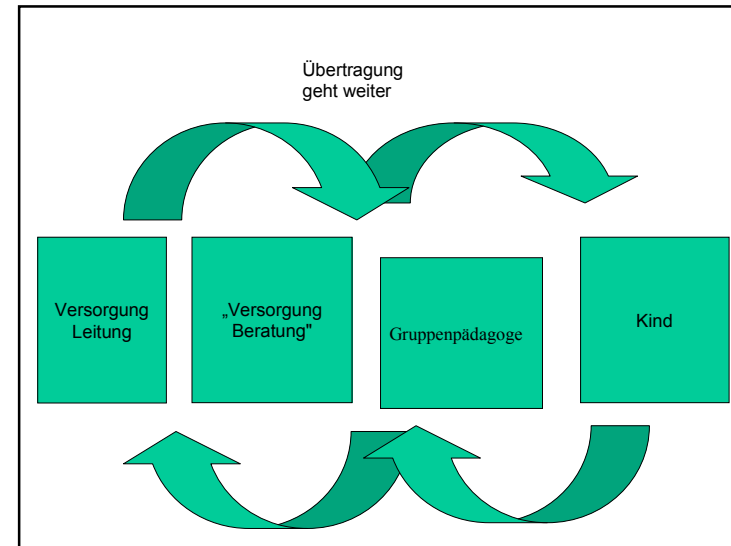 Übertragung
geht weiter
Versorgung
Leitung
„Versorgung
Beratung"
Gruppenpädagoge
Kind